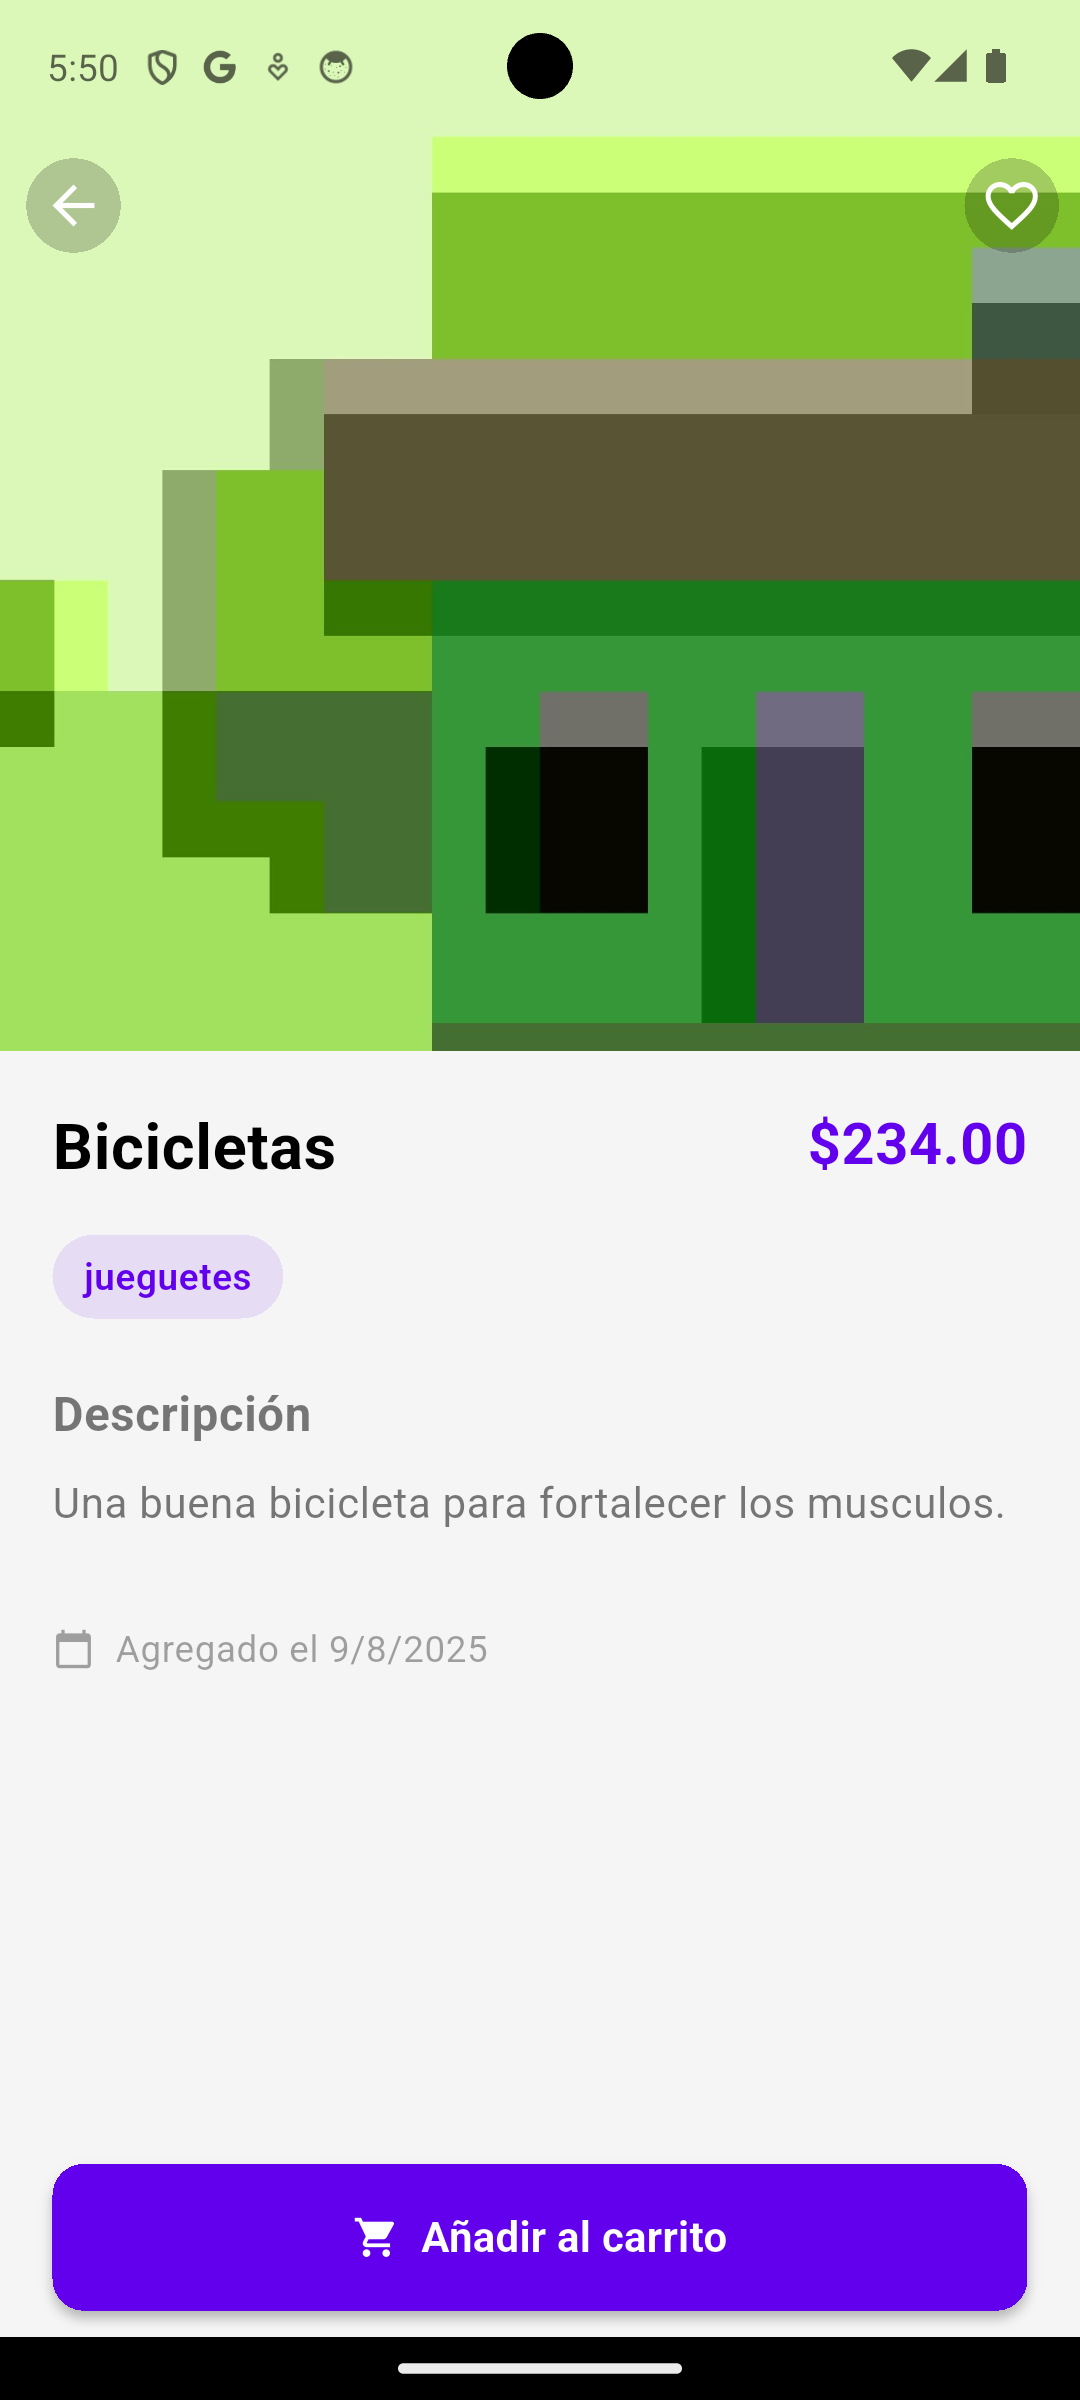 5:50
Bicicletas
$234.00
jueguetes
Descripción
Una buena bicicleta para fortalecer los musculos.
Agregado el 9/8/2025
Añadir al carrito